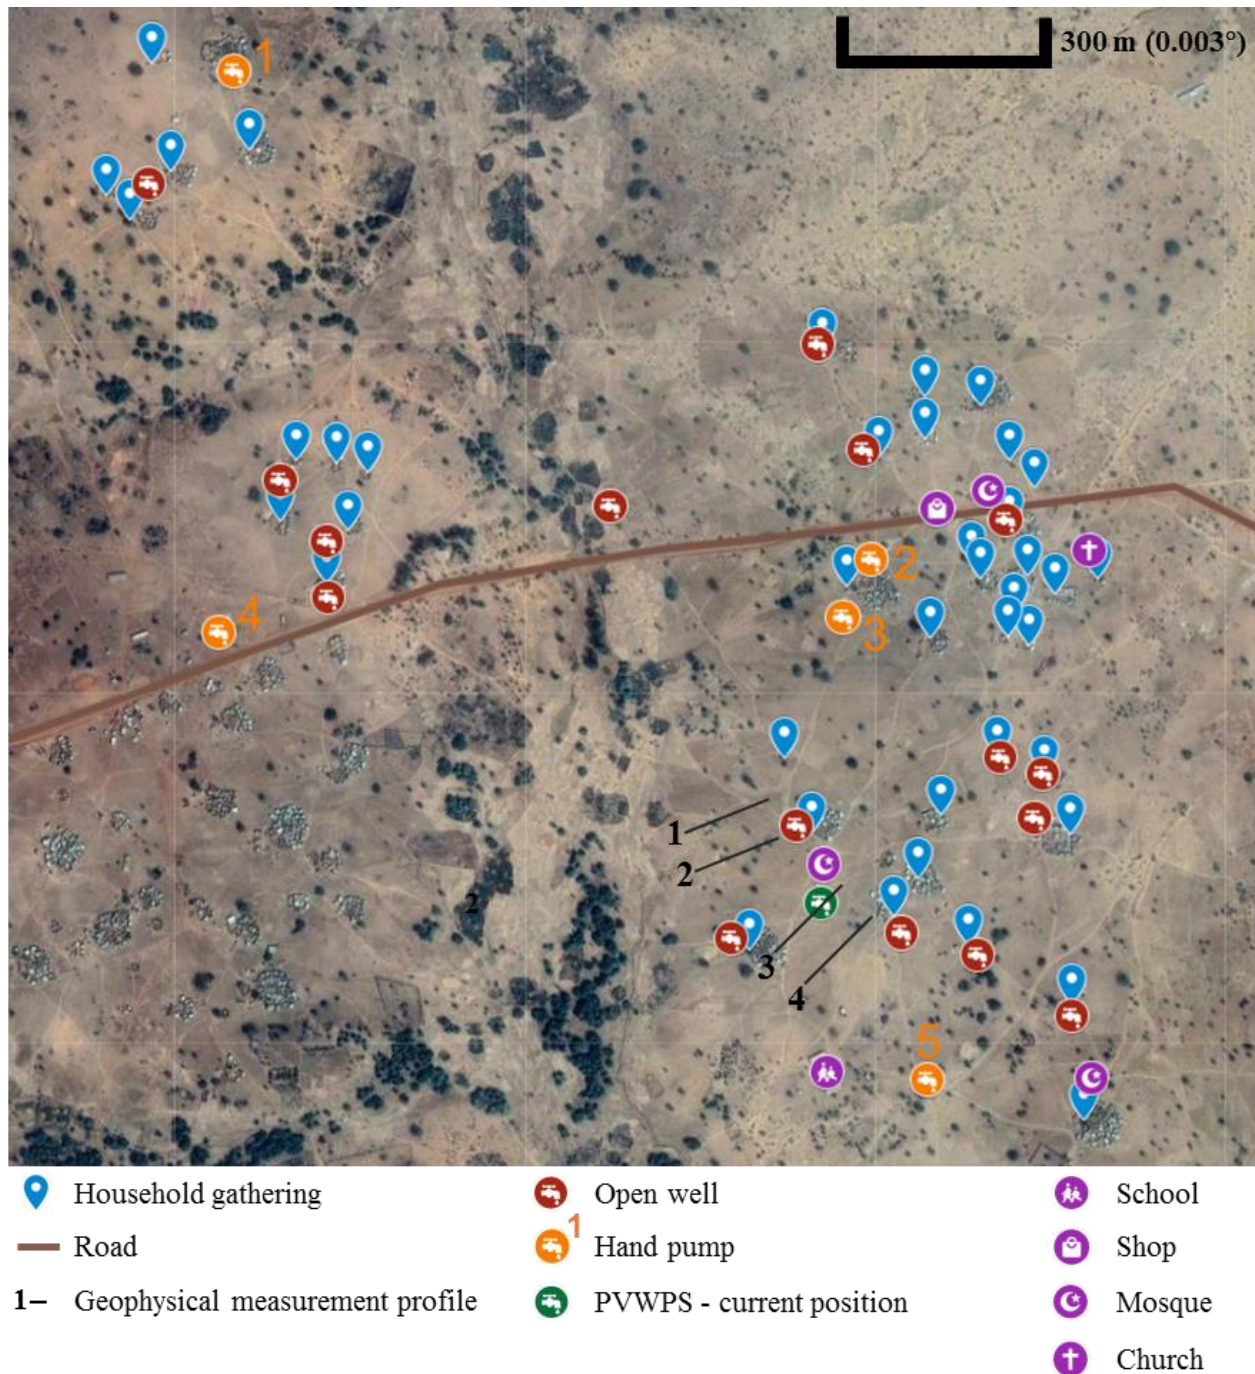 1
300 m (0.003°)
4
2
3
1
2
2
3
4
5
Household gathering
Open well
School
Road
1
Hand pump
Shop
1–
Geophysical measurement profile
PVWPS - current position
Mosque
Church